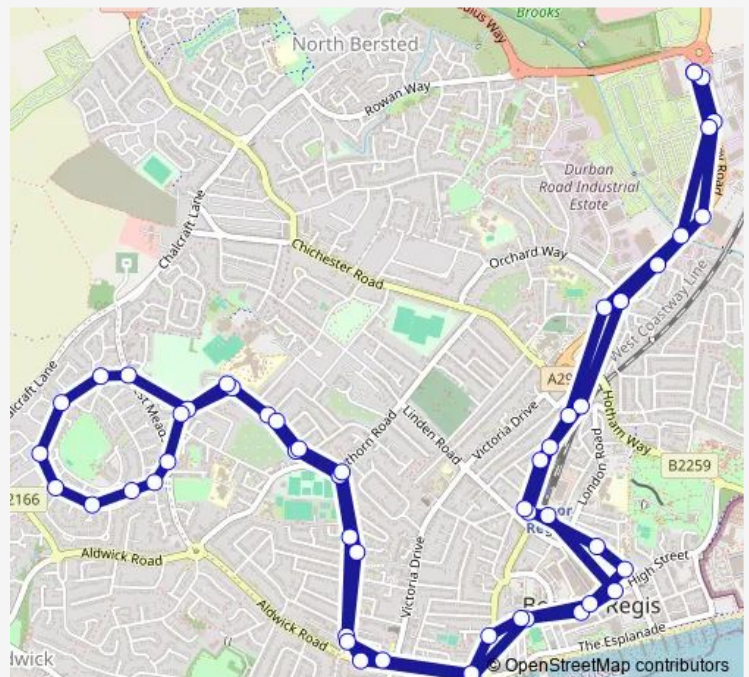 Brooks
North Bersted
Rowan Way
Durban
Road Industrial
Estate
Road
Chalcraft Lane
Orchard Way
Chichester Road
West Coastway Line
A29
Hotham Way
Linden Road
Victoria Drive
London Road
B2259
2166
Aldwick Road
Victoria Drive
High Street
Regis
Aldwick Road
The Esplanade
dwick
© OpenStreetMap contributors